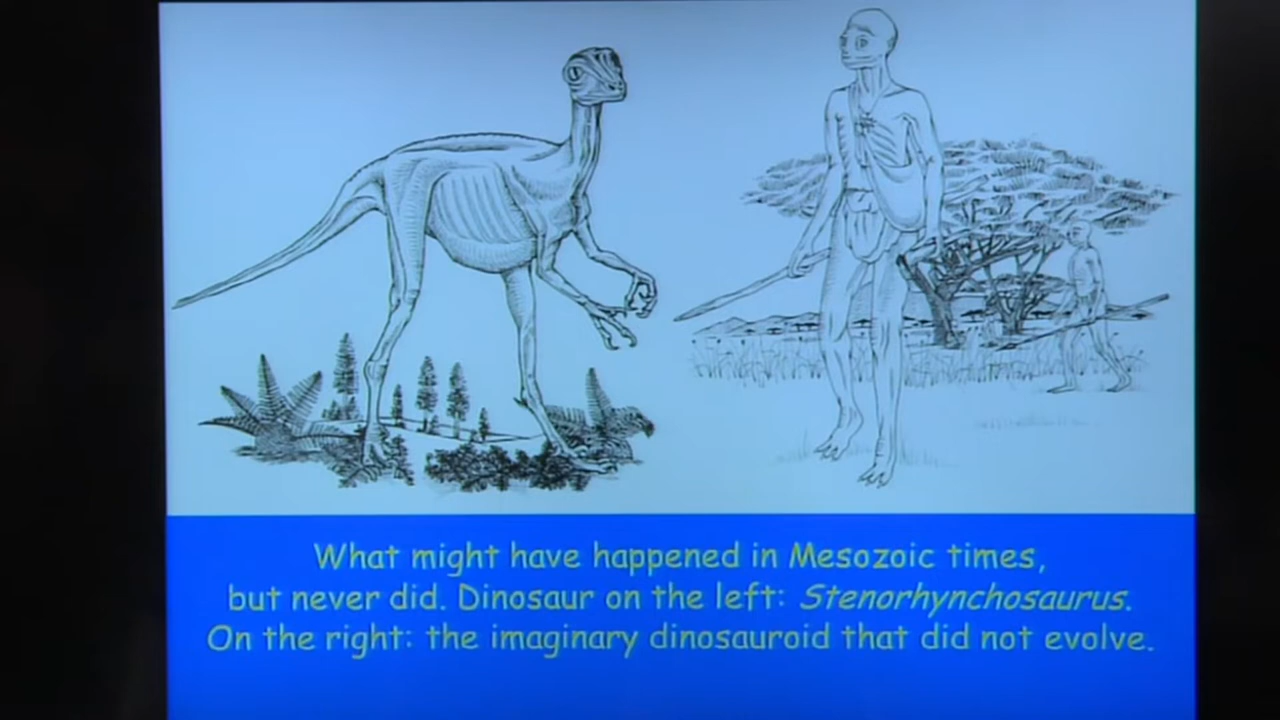 What might have happened in Mesozoic times,
but never did. Dinosaur on the left: Stenorhynchosaurus.
On the right: the imaginary dinosauroid that did not evolve.